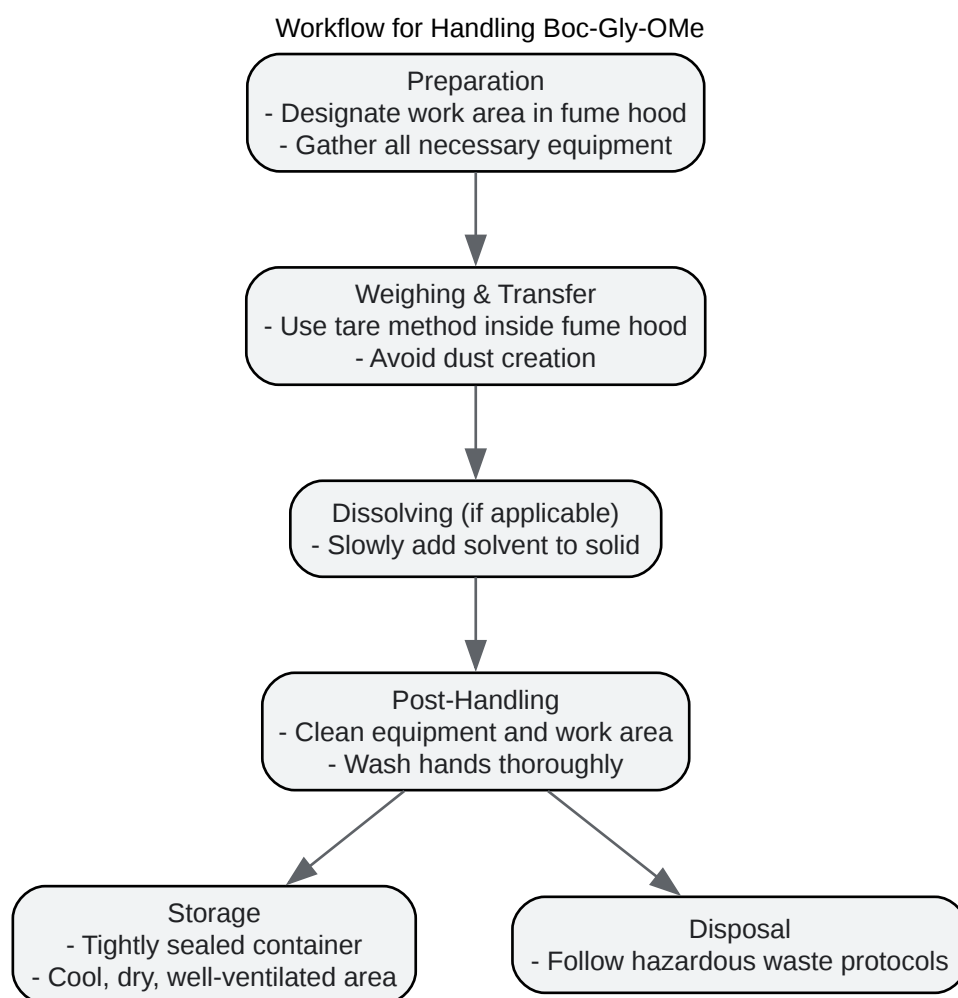 Workflow for Handling Boc-Gly-OMe
Preparation
- Designate work area in fume hood
- Gather all necessary equipment
Weighing & Transfer
- Use tare method inside fume hood
- Avoid dust creation
Dissolving (if applicable)
- Slowly add solvent to solid
Post-Handling
- Clean equipment and work area
- Wash hands thoroughly
Storage
- Tightly sealed container
- Cool, dry, well-ventilated area
Disposal
- Follow hazardous waste protocols